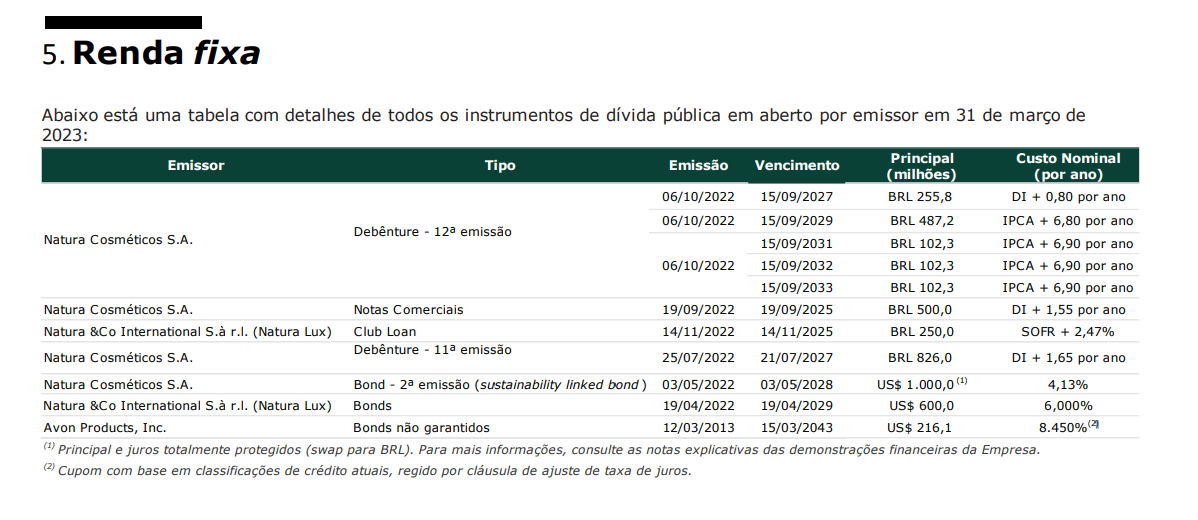 5. Renda fixa
Abaixo está uma tabela com detalhes de todos os instrumentos de dívida pública em aberto por emissor em 31 de março de
2023:
Emissor Tipo Emissão Vencimento Principal (milhões) Custo Nominal (por ano)
Natura Cosméticos S.A. Debênture - 12ª emissão 06/10/2022 15/09/2027 BRL 255,8 DI + 0,80 por ano
06/10/2022 15/09/2029 BRL 487,2 IPCA + 6,80 por ano
06/10/2022 15/09/2031 BRL 102,3 IPCA + 6,90 por ano
15/09/2032 BRL 102,3 IPCA + 6,90 por ano
15/09/2033 BRL 102,3 IPCA + 6,90 por ano
Natura Cosméticos S.A. Notas Comerciais 19/09/2022 19/09/2025 BRL 500,0 DI + 1,55 por ano
Natura &Co International S.à r.l. (Natura Lux) Club Loan 14/11/2022 14/11/2025 BRL 250,0 SOFR + 2,47%
Natura Cosméticos S.A. Debênture - 11ª emissão 25/07/2022 21/07/2027 BRL 826,0 DI + 1,65 por ano
Natura Cosméticos S.A. Bond - 2ª emissão (sustainability linked bond) 03/05/2022 03/05/2028 US$ 1.000,0 (1) 4,13%
Natura &Co International S.à r.l. (Natura Lux) Bonds 19/04/2022 19/04/2029 US$ 600,0 6,000%
Avon Products, Inc. Bonds não garantidos 12/03/2013 15/03/2043 US$ 216,1 8.450%(2)
(1) Principal e juros totalmente protegidos (swap para BRL). Para mais informações, consulte as notas explicativas das demonstrações financeiras da Empresa.
(2) Cupom com base em classificações de crédito atuais, regido por cláusula de ajuste de taxa de juros.